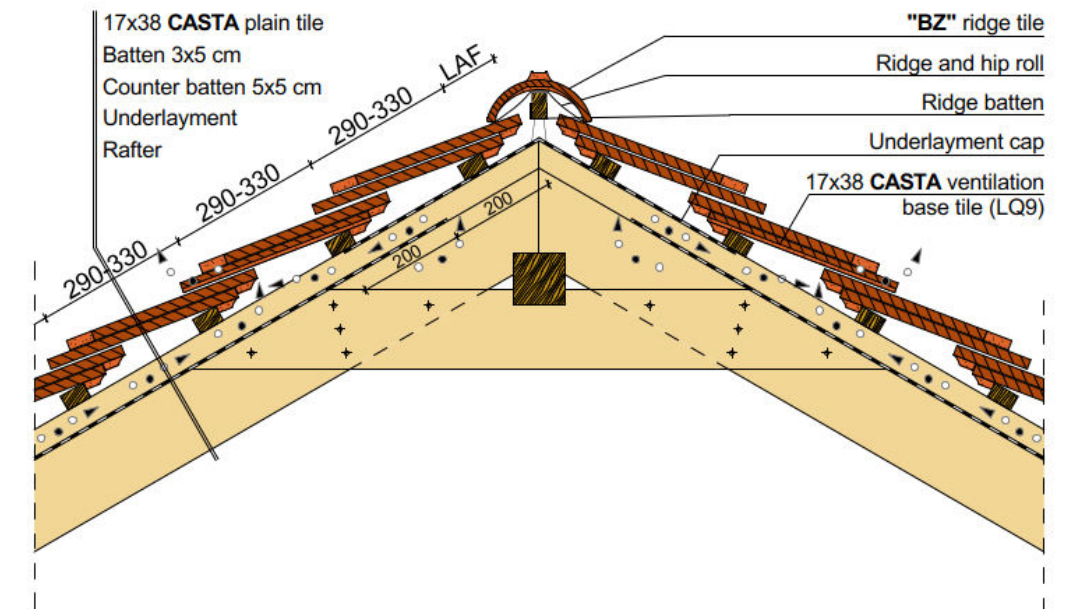 17x38 CASTA plain tile
Batten 3x5 cm
Counter batten 5x5 cm
Underlayment
Rafter
"BZ" ridge tile
Ridge and hip roll
Ridge batten
Underlayment cap
17x38 CASTA ventilation
base tile (LQ9)
LAF
290-330
290-330
290-330
200
200